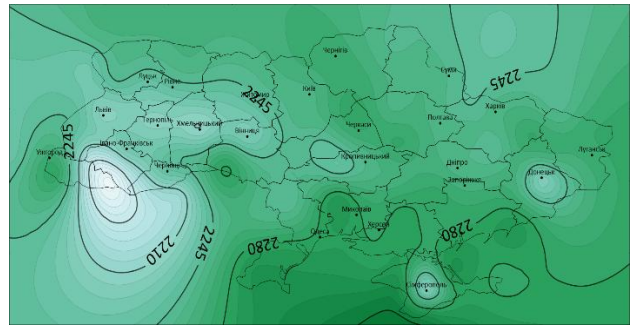 Чернігів
Луцьк
Рівне
Суми
2245
Житомир
Київ
2245
Львів
Харків
Тернопіль
Хмельницький
Полтава
Вінниця
Черкаси
2245
Івано-Франківськ
Луганськ
Ужгород
Чернівці
Кропивницький
Дніпро
Донецьк
Запоріжжя
Миколаїв
2210
2245
Одеса
Херсон
2280
2280
Сімферополь